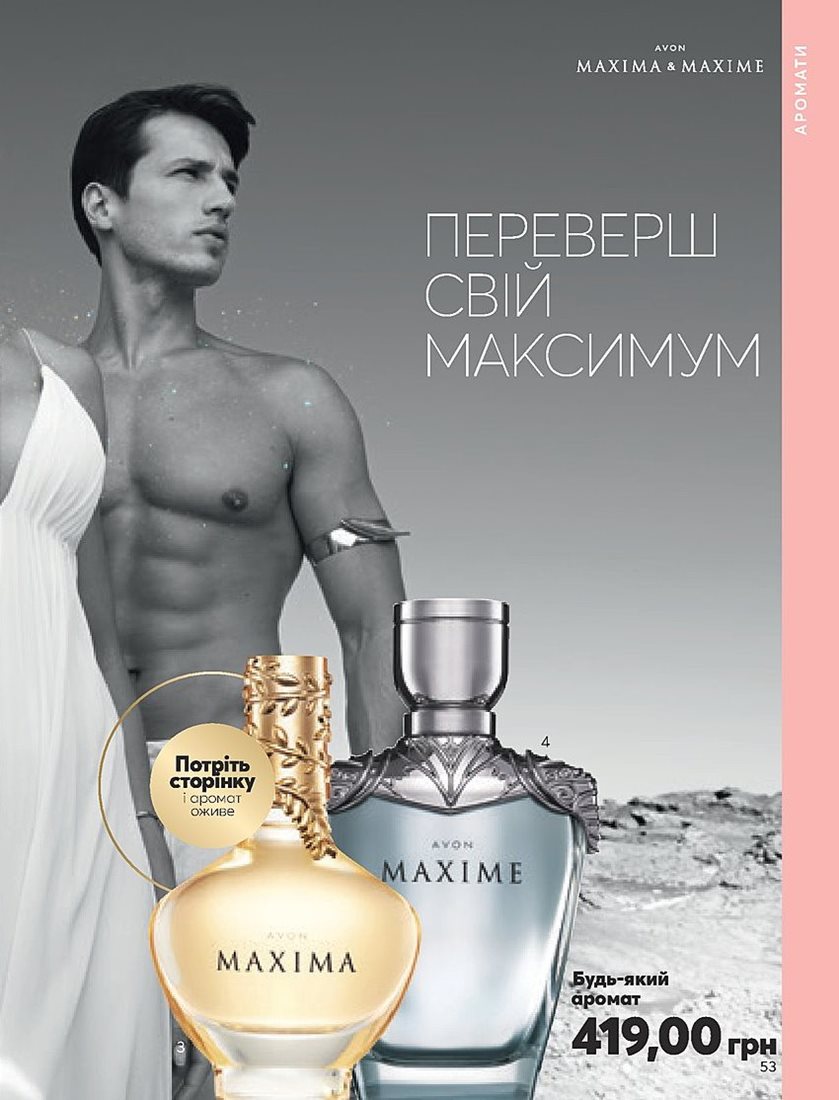 AVON
MAXIMA & MAXIME
АРОМАТИ
ПЕРЕВЕРШ
СВІЙ
МАКСИМУМ
4
Потріть
сторінку
і аромат
оживе
AVON
MAXIME
AVON
MAXIMA
3
Будь-який
аромат
419,00 грн
53